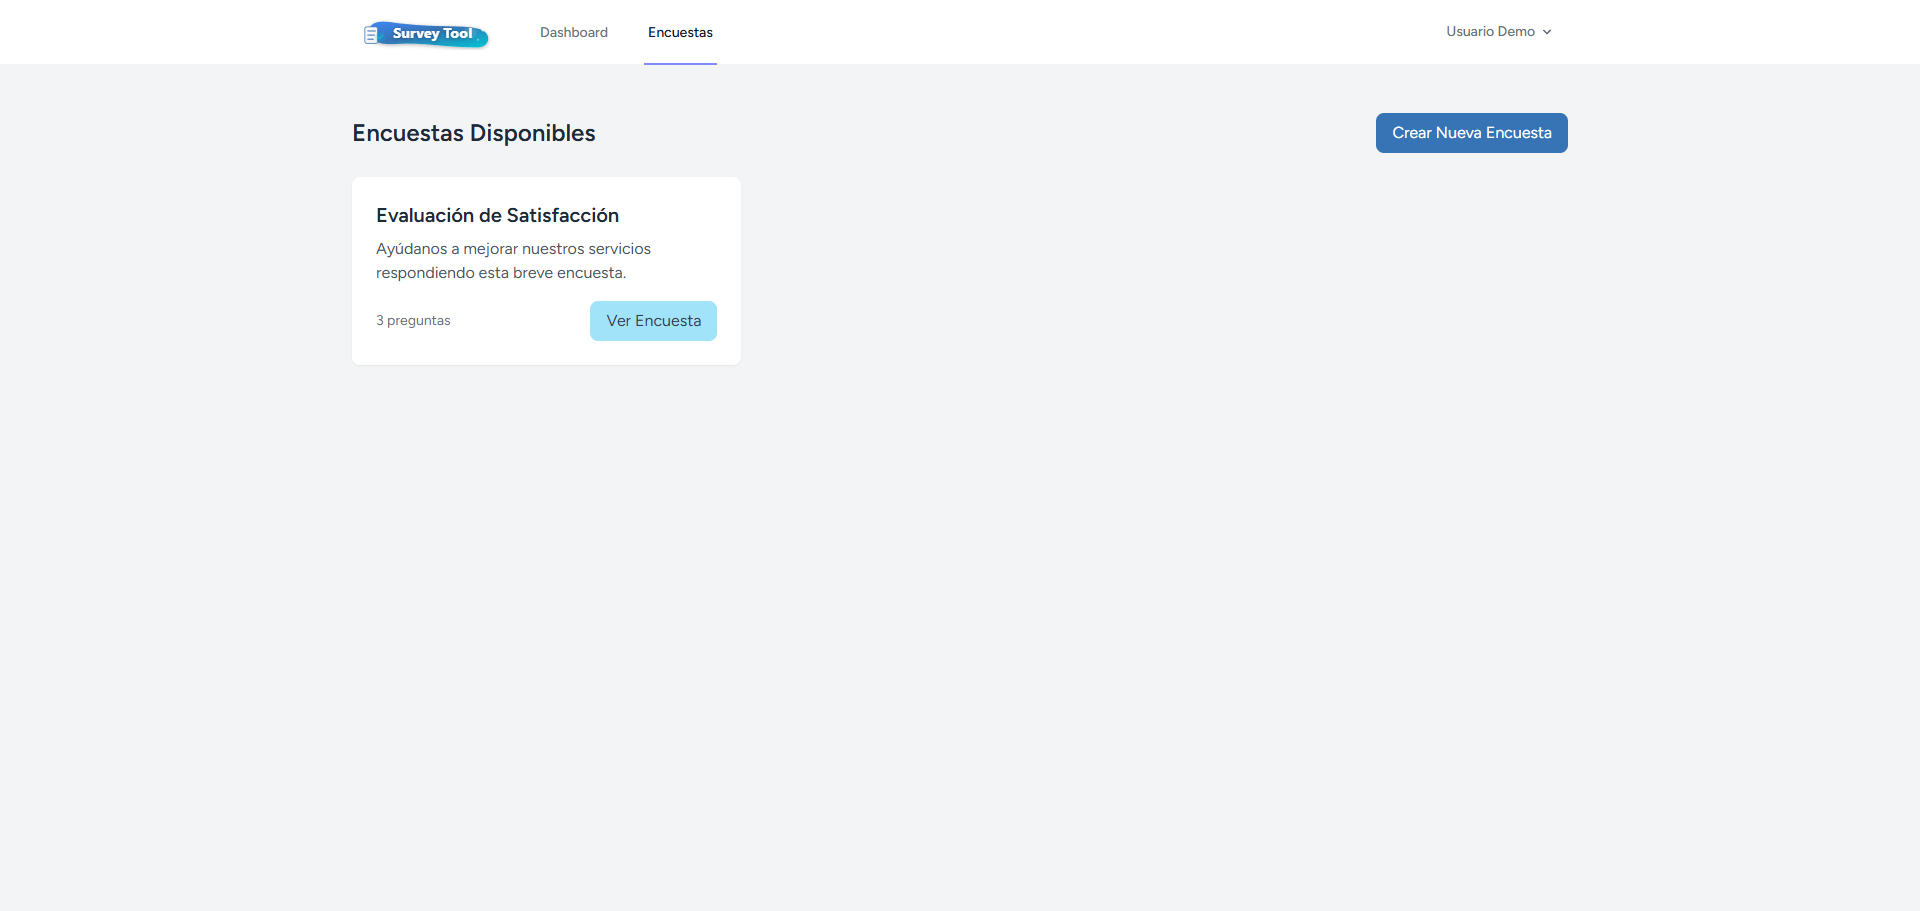 Survey Tool
Dashboard
Encuestas
Usuario Demo
Encuestas Disponibles
Crear Nueva Encuesta
Evaluación de Satisfacción
Ayúdanos a mejorar nuestros servicios
respondiendo esta breve encuesta.
3 preguntas
Ver Encuesta